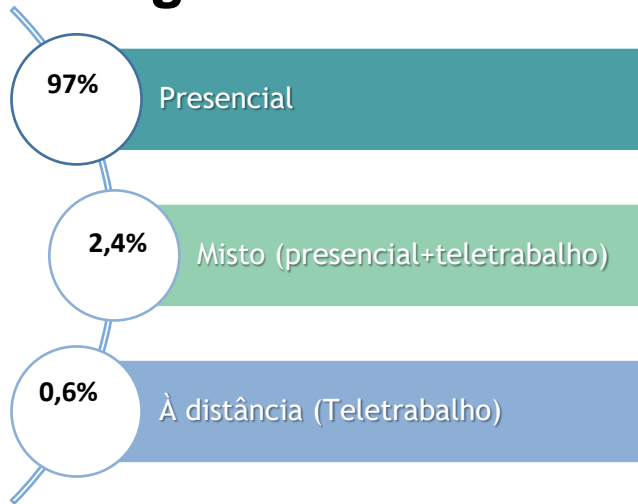 97%
Presencial
2,4%
Misto (presencial+teletrabalho)
0,6%
À distância (Teletrabalho)